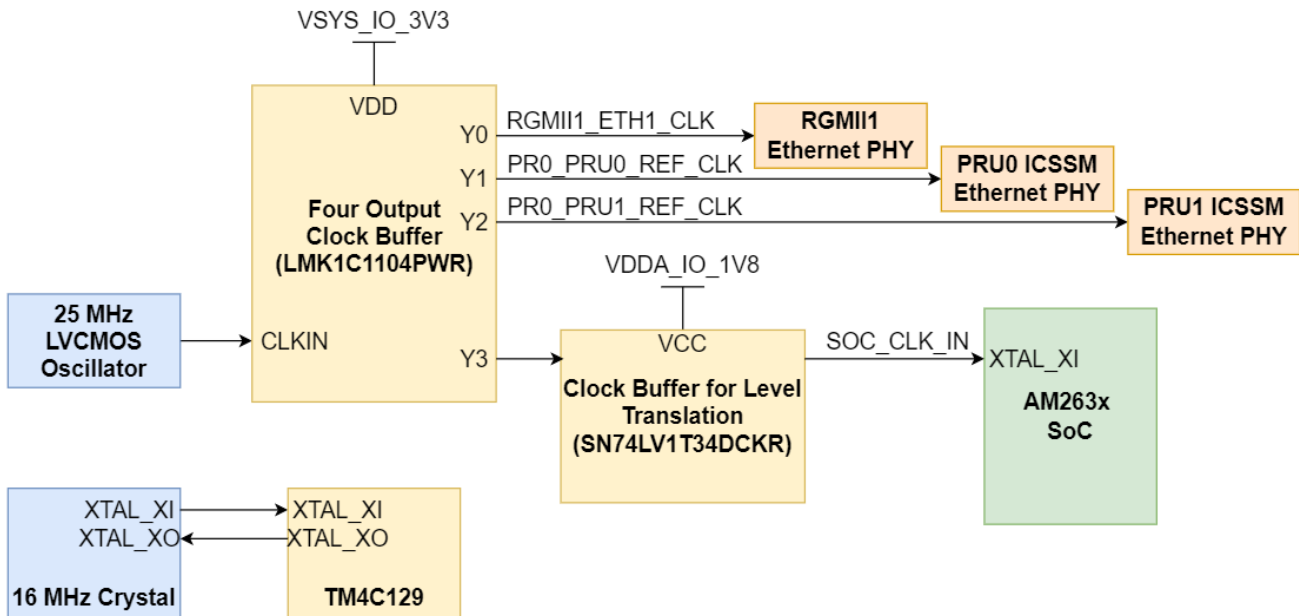 VSYS_IO_3V3
VDD
Y0
RGMII1_ETH1_CLK
RGMII1
Ethernet PHY
Y1
PR0_PRU0_REF_CLK
PRU0 ICSSM
Ethernet PHY
Four Output
Clock Buffer
(LMK1C1104PWR)
Y2
PR0_PRU1_REF_CLK
PRU1 ICSSM
Ethernet PHY
VDDA_IO_1V8
25 MHz
LVCMOS
Oscillator
CLKIN
Y3
VCC
Clock Buffer for Level
Translation
(SN74LV1T34DCKR)
SOC_CLK_IN
XTAL_XI
AM263x
SoC
XTAL_XI
XTAL_XO
16 MHz Crystal
XTAL_XI
XTAL_XO
TM4C129